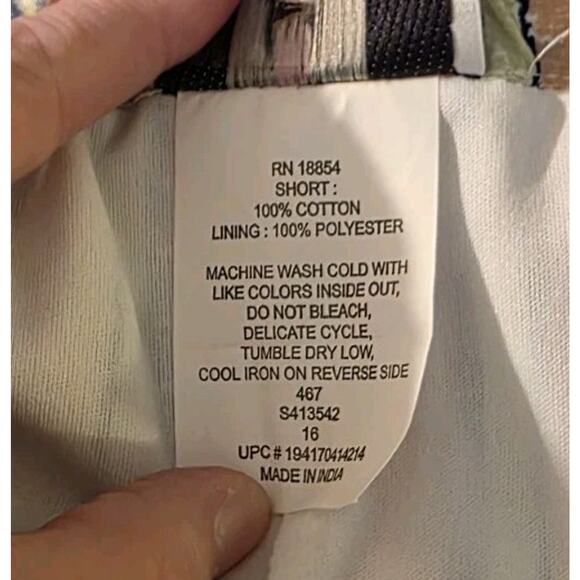 RN 18854
SHORT :
100% COTTON
LINING : 100% POLYESTER
MACHINE WASH COLD WITH
LIKE COLORS INSIDE OUT,
DO NOT BLEACH,
DELICATE CYCLE,
TUMBLE DRY LOW,
COOL IRON ON REVERSE SIDE
467
S413542
16
UPC # 194170414214
MADE IN INDIA